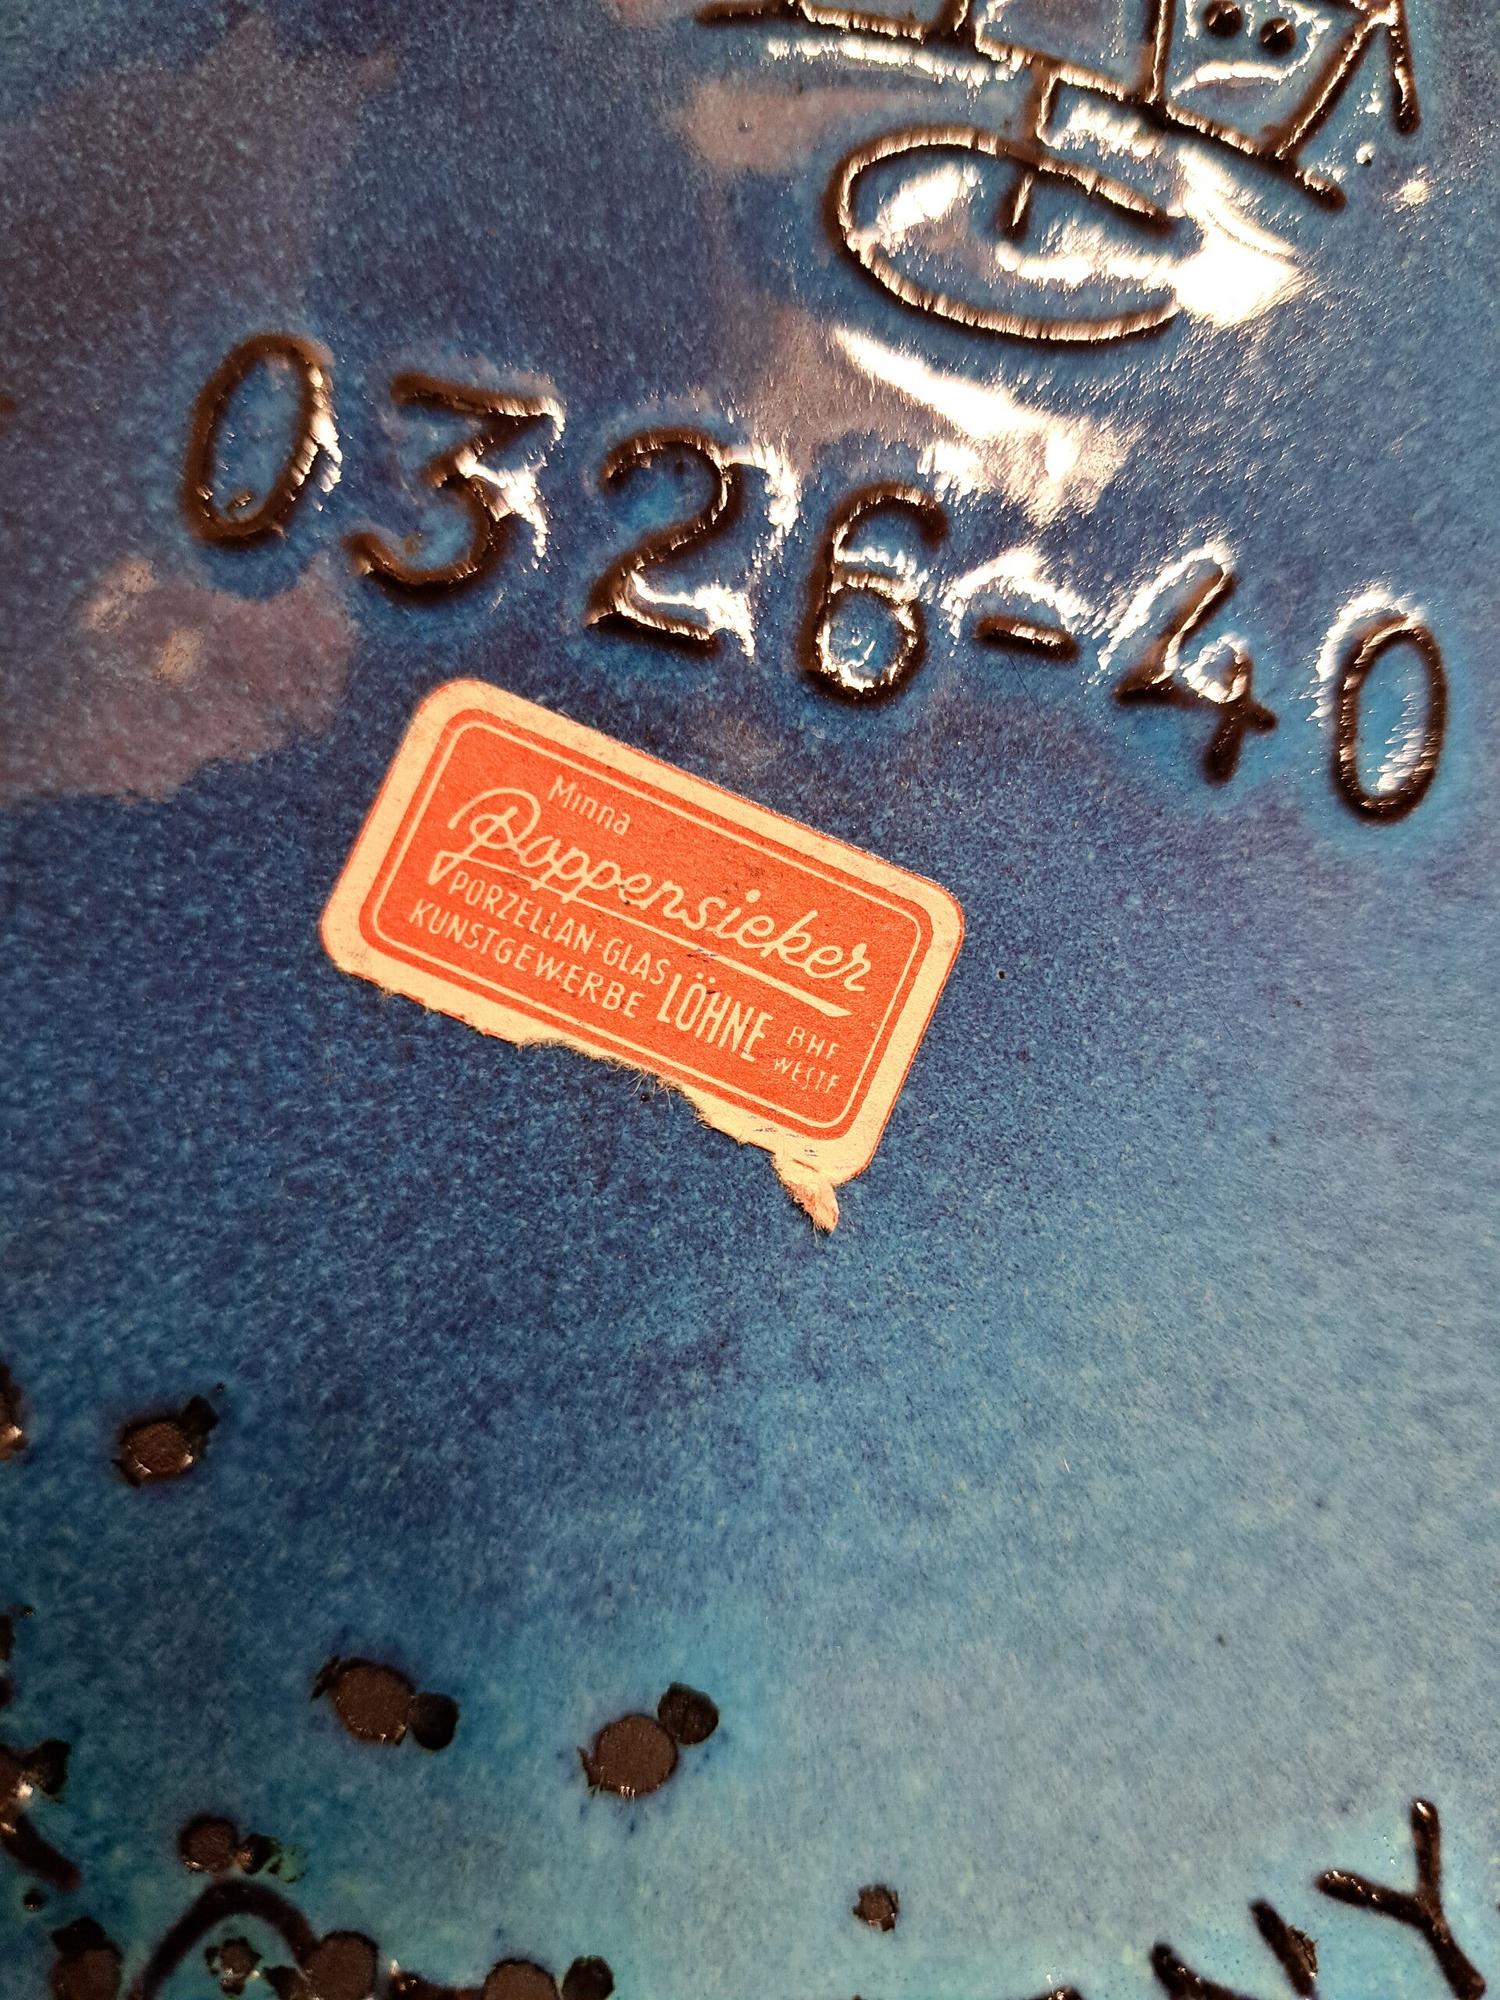 0326-40
Minna
Poppensieker
PORZELLAN-GLAS
KUNSTGEWERBE LÖHNE BHF
WESTF